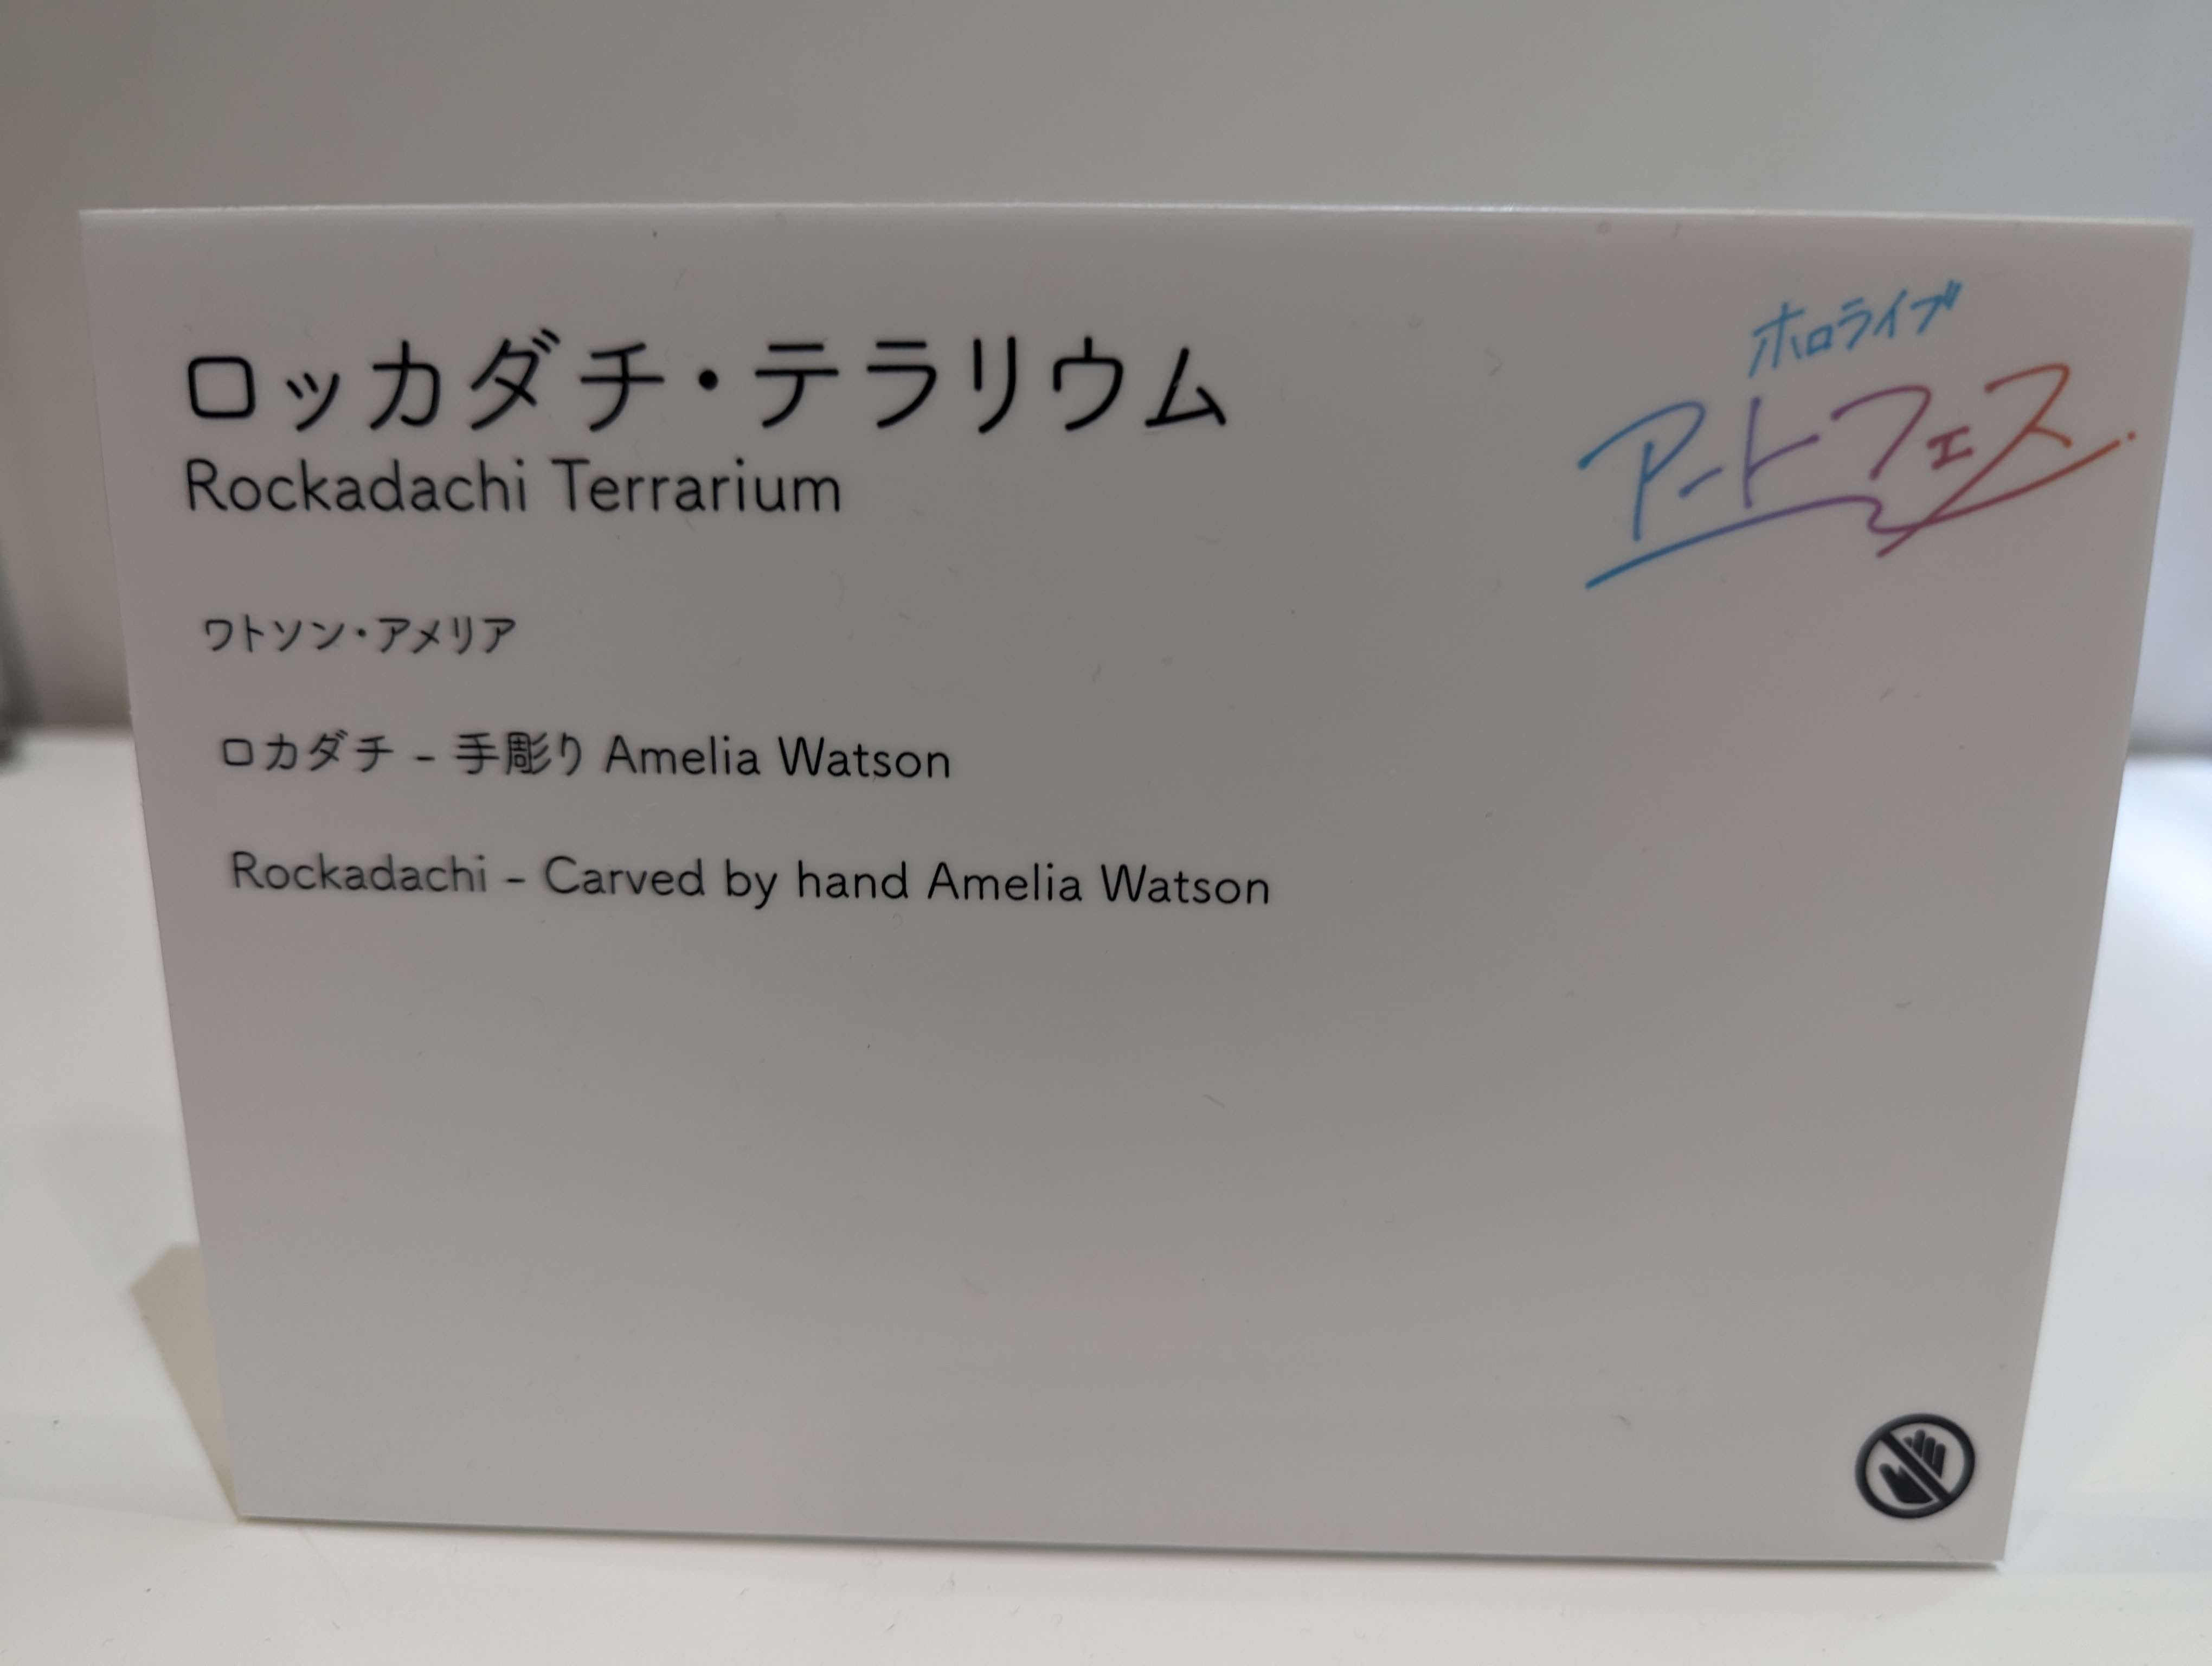 ロッカダチ・テラリウム
Rockadachi Terrarium
ホロライブ
アートフェス
ワトソン・アメリア
ロカダチ - 手彫り Amelia Watson
Rockadachi - Carved by hand Amelia Watson